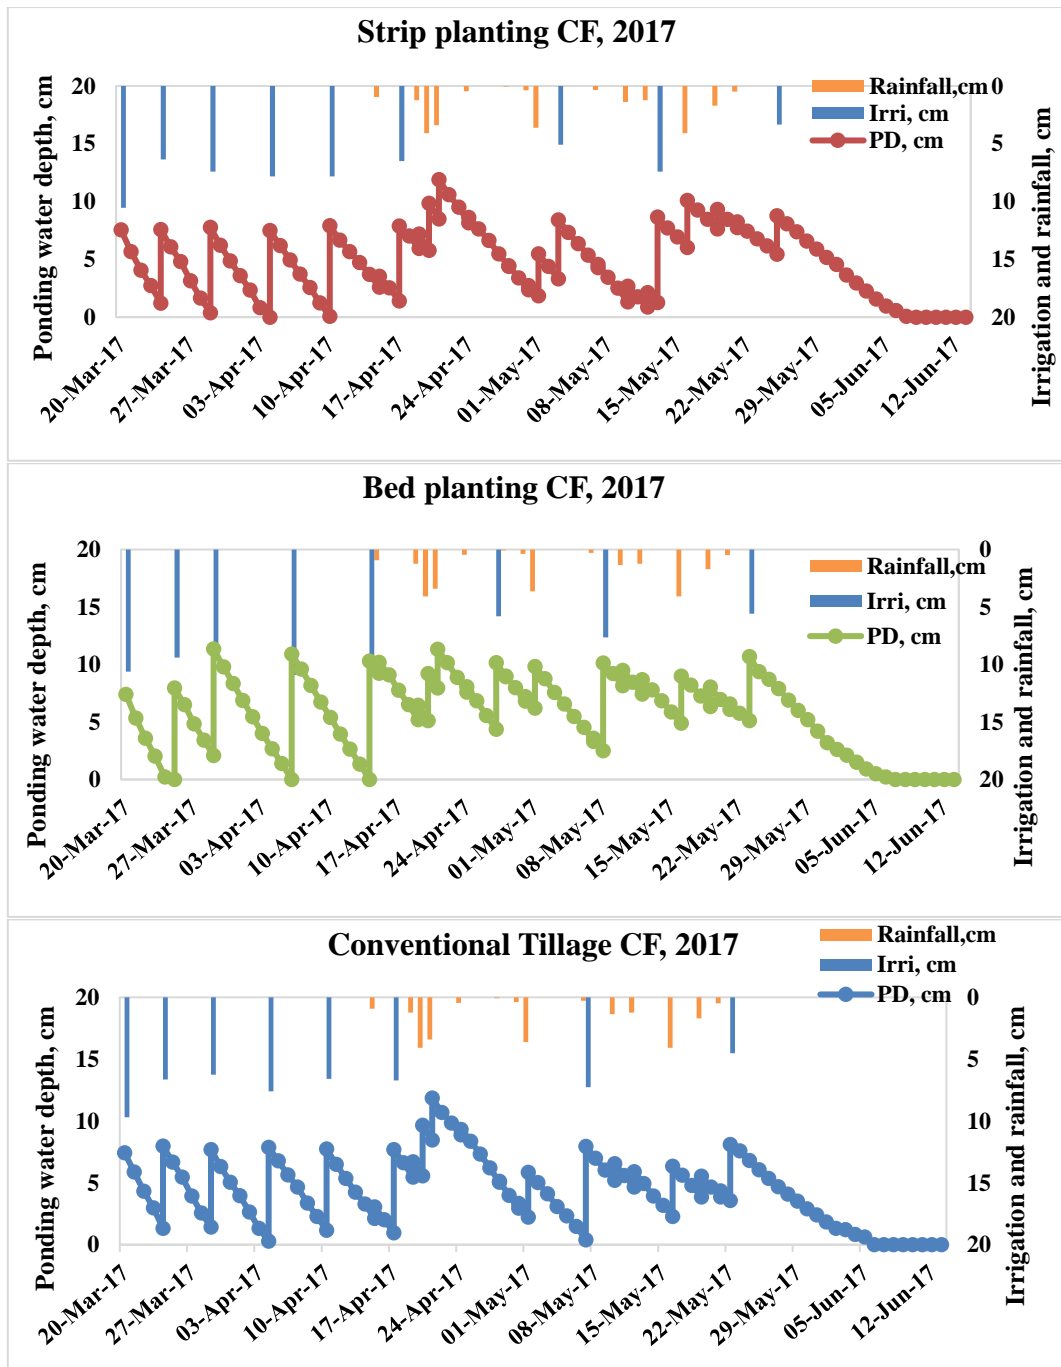 Strip planting CF, 2017
Ponding water depth, cm
20
15
10
5
0
Rainfall,cm
Irri, cm
PD, cm
0
5
10
15
20
Irrigation and rainfall, cm
20-Mar-17
27-Mar-17
03-Apr-17
10-Apr-17
17-Apr-17
24-Apr-17
01-May-17
08-May-17
15-May-17
22-May-17
29-May-17
05-Jun-17
12-Jun-17
Bed planting CF, 2017
Ponding water depth, cm
20
15
10
5
0
Rainfall,cm
Irri, cm
PD, cm
0
5
10
15
20
Irrigation and rainfall, cm
20-Mar-17
27-Mar-17
03-Apr-17
10-Apr-17
17-Apr-17
24-Apr-17
01-May-17
08-May-17
15-May-17
22-May-17
29-May-17
05-Jun-17
12-Jun-17
Conventional Tillage CF, 2017
Ponding water depth, cm
20
15
10
5
0
Rainfall,cm
Irri, cm
PD, cm
0
5
10
15
20
Irrigation and rainfall, cm
20-Mar-17
27-Mar-17
03-Apr-17
10-Apr-17
17-Apr-17
24-Apr-17
01-May-17
08-May-17
15-May-17
22-May-17
29-May-17
05-Jun-17
12-Jun-17